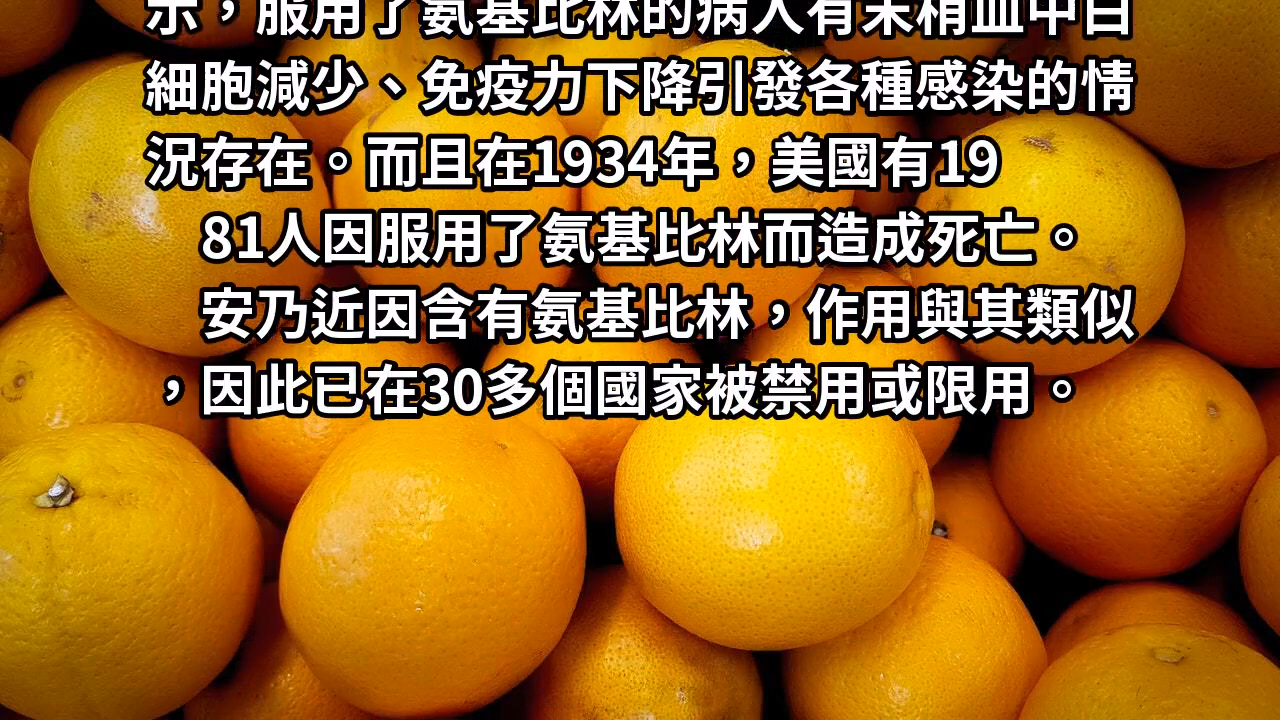 示，服用了氨基比林的病人有末梢血中白
細胞減少、免疫力下降引發各種感染的情
況存在。而且在1934年，美國有19
81人因服用了氨基比林而造成死亡。
安乃近因含有氨基比林，作用與其類似
，因此已在30多個國家被禁用或限用。